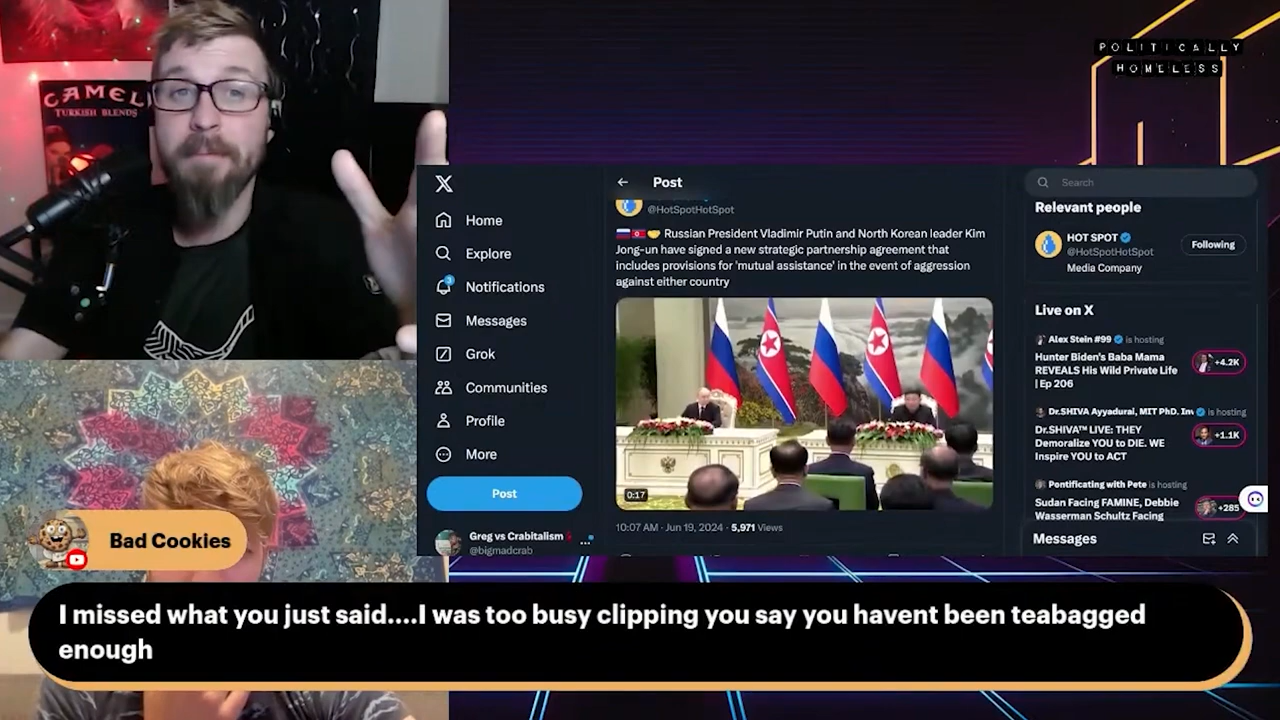 CAMEL
TURKISH BLENDS
POLITICALLY
HOMELESS
Home
Explore
3
Notifications
Messages
Grok
Communities
Profile
More
Post
Greg vs Crabitalism
@bigmadcrab
Post
@HotSpotHotSpot
Russian President Vladimir Putin and North Korean leader Kim
Jong-un have signed a new strategic partnership agreement that
includes provisions for 'mutual assistance' in the event of aggression
against either country
0:17
10:07 AM · Jun 19, 2024 · 5,971 Views
Search
Relevant people
HOT SPOT
@HotSpotHotSpot
Following
Media Company
Live on X
Alex Stein #99 is hosting
Hunter Biden's Baba Mama
REVEALS His Wild Private Life
| Ep 206
+4.2K
Dr.SHIVA Ayyadurai, MIT PhD. Inv is hosting
Dr.SHIVA™ LIVE: THEY
Demoralize YOU to DIE. WE
Inspire YOU to ACT
+1.1K
Pontificating with Pete is hosting
Sudan Facing FAMINE, Debbie
Wasserman Schultz Facing
+285
Messages
Bad Cookies
I missed what you just said....I was too busy clipping you say you havent been teabagged
enough